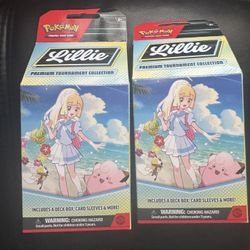 POKÉMON
Lillie
PREMIUM TOURNAMENT COLLECTION
INCLUDES A DECK BOX, CARD SLEEVES & MORE!
WARNING: CHOKING HAZARD!
POKÉMON
Lillie
PREMIUM TOURNAMENT COLLECTION
INCLUDES A DECK BOX, CARD SLEEVES & MORE!
WARNING: CHOKING HAZARD!